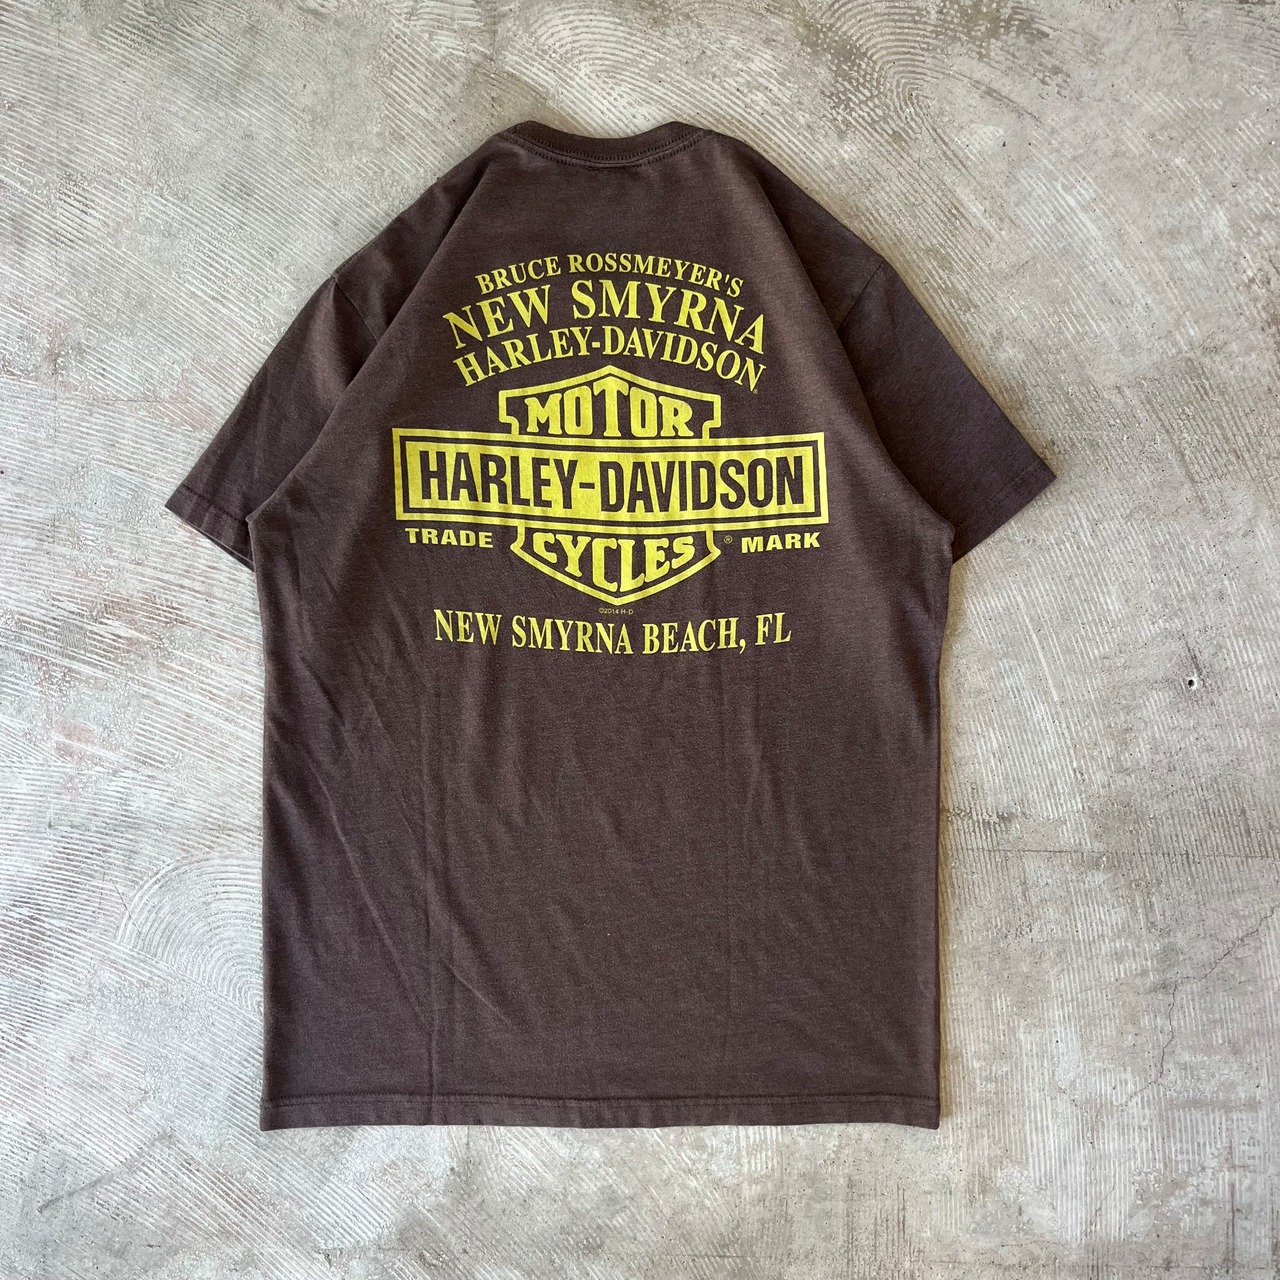 BRUCE ROSSMEYER'S
NEW SMYRNA
HARLEY-DAVIDSON
MOTOR
HARLEY-DAVIDSON
TRADE CYCLES ® MARK
©2014 H-D
NEW SMYRNA BEACH, FL